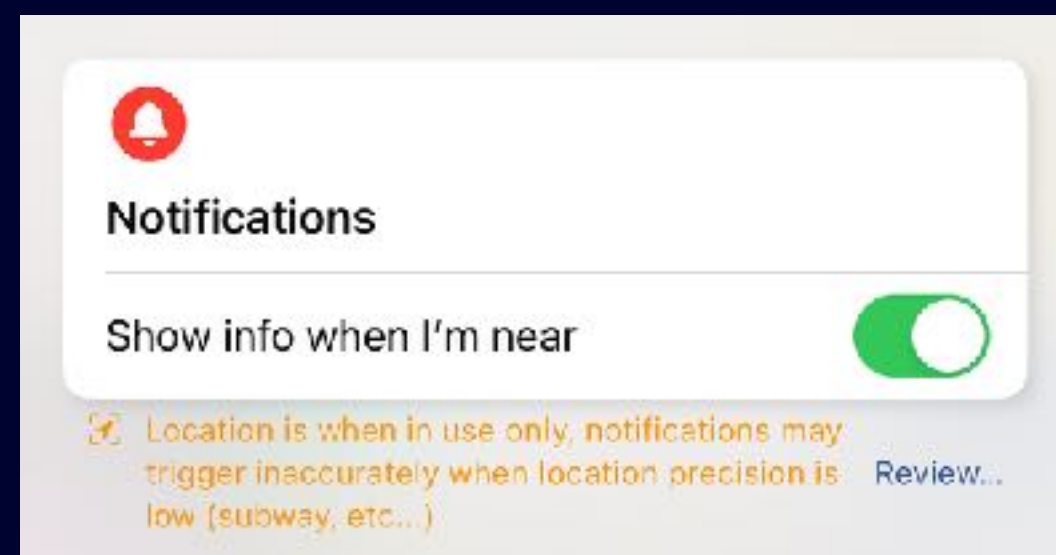 Notifications
Show info when I'm near
Location is when in use only, notifications may
trigger inaccurately when location precision is
low (subway, etc...)
Review...